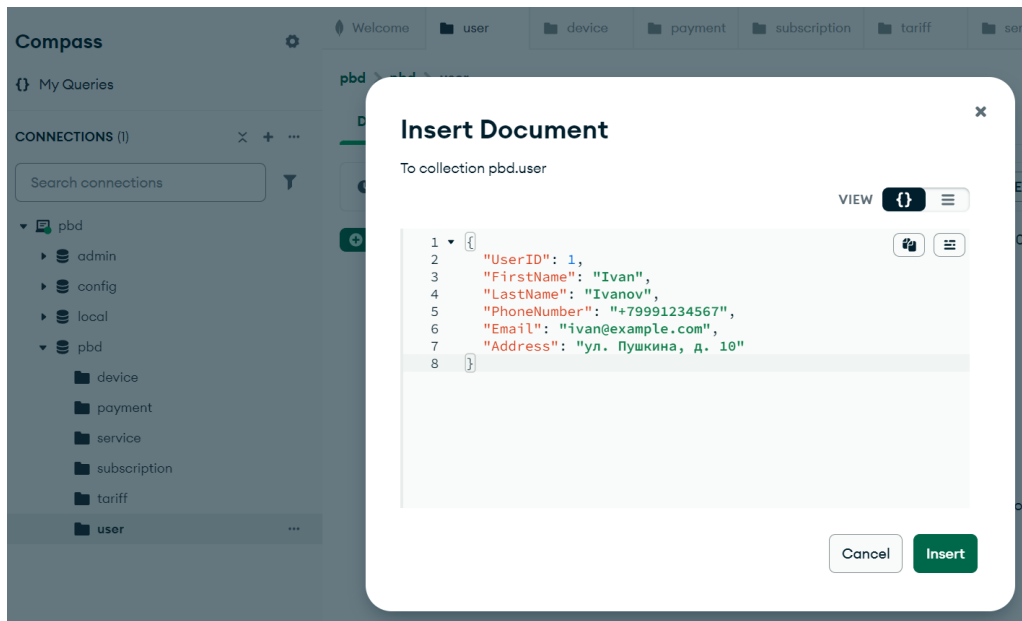 Compass
{} My Queries
CONNECTIONS (1)
Search connections
pbd
admin
config
local
pbd
device
payment
service
subscription
tariff
user
Welcome
user
device
payment
subscription
tariff
pbd > pbd > user
Insert Document
To collection pbd.user
VIEW {}
1 {
2 "UserID": 1,
3 "FirstName": "Ivan",
4 "LastName": "Ivanov",
5 "PhoneNumber": "+79991234567",
6 "Email": "ivan@example.com",
7 "Address": "ул. Пушкина, д. 10"
8 }
Cancel
Insert